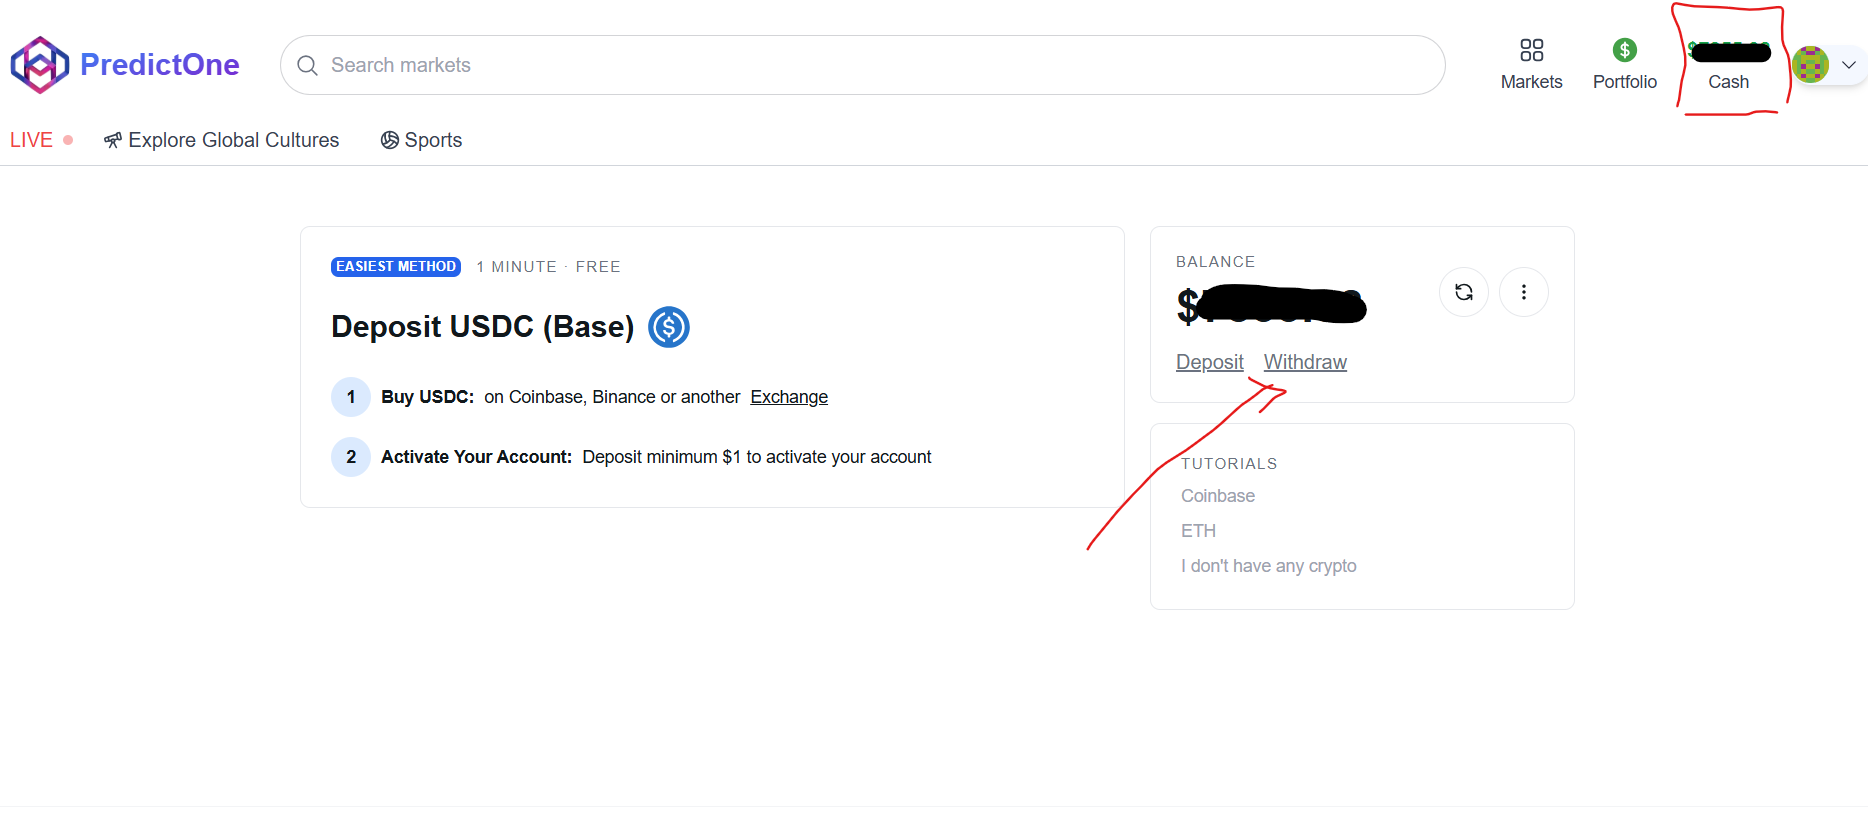 PredictOne
Search markets
Markets
Portfolio
Cash
LIVE
Explore Global Cultures
Sports
EASIEST METHOD
1 MINUTE · FREE
Deposit USDC (Base)
1
Buy USDC: on Coinbase, Binance or another Exchange
2
Activate Your Account: Deposit minimum $1 to activate your account
BALANCE
$
Deposit Withdraw
TUTORIALS
Coinbase
ETH
I don't have any crypto